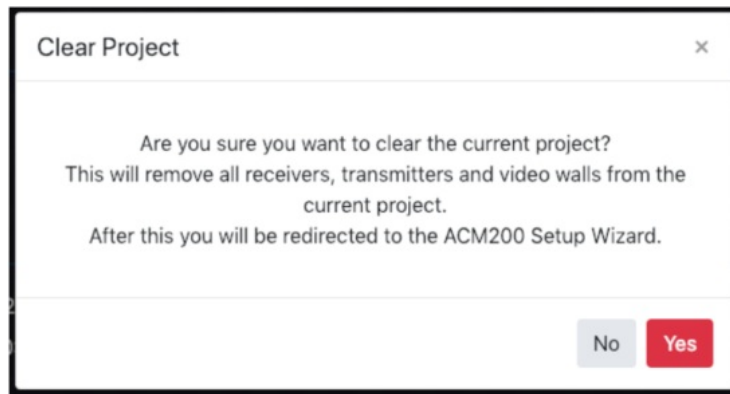 Clear Project ×
Are you sure you want to clear the current project?
This will remove all receivers, transmitters and video walls from the
current project.
After this you will be redirected to the ACM200 Setup Wizard.
No Yes